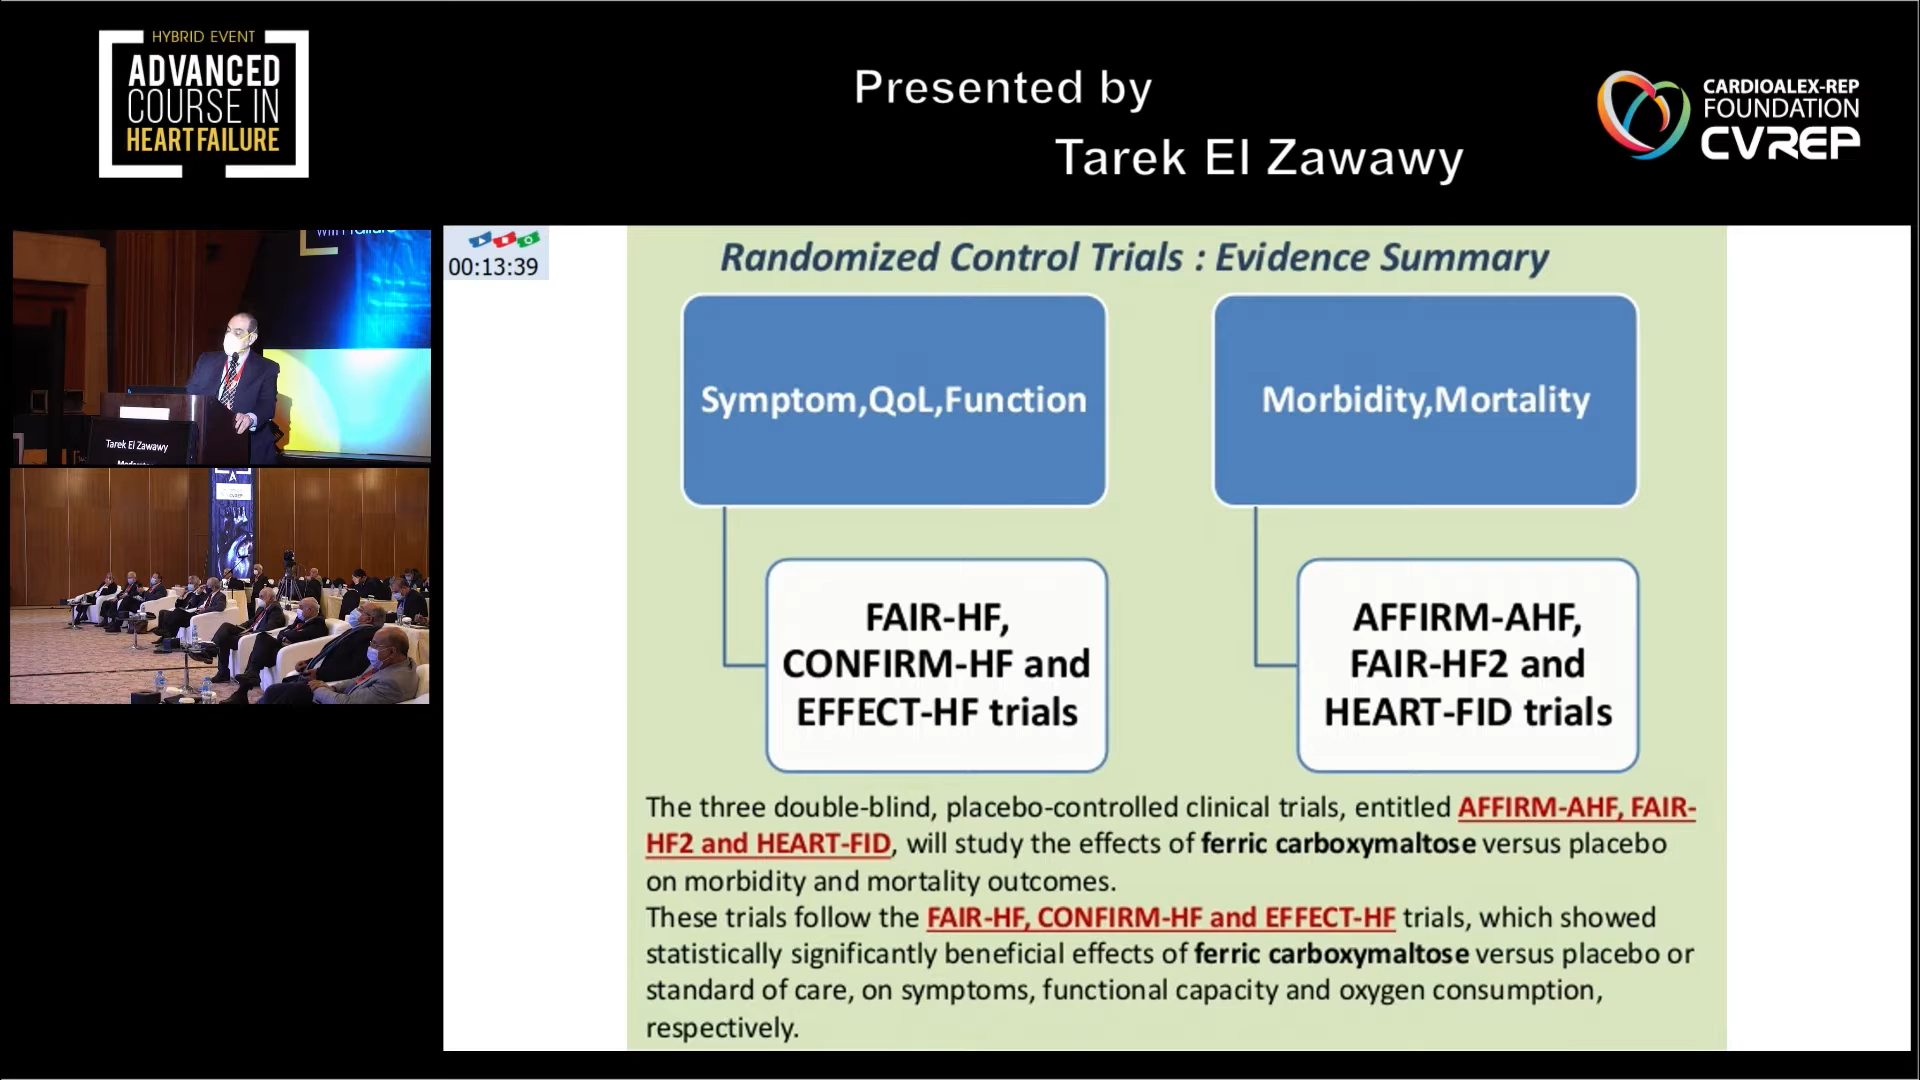 HYBRID EVENT
ADVANCED
COURSE IN
HEART FAILURE
Presented by
Tarek El Zawawy
CARDIOALEX-REP
FOUNDATION
CVREP
Tarek El Zawawy
CVREP
00:13:39
Randomized Control Trials : Evidence Summary
Symptom,QoL,Function
Morbidity,Mortality
FAIR-HF,
CONFIRM-HF and
EFFECT-HF trials
AFFIRM-AHF,
FAIR-HF2 and
HEART-FID trials
The three double-blind, placebo-controlled clinical trials, entitled AFFIRM-AHF, FAIR-
HF2 and HEART-FID, will study the effects of ferric carboxymaltose versus placebo
on morbidity and mortality outcomes.
These trials follow the FAIR-HF, CONFIRM-HF and EFFECT-HF trials, which showed
statistically significantly beneficial effects of ferric carboxymaltose versus placebo or
standard of care, on symptoms, functional capacity and oxygen consumption,
respectively.